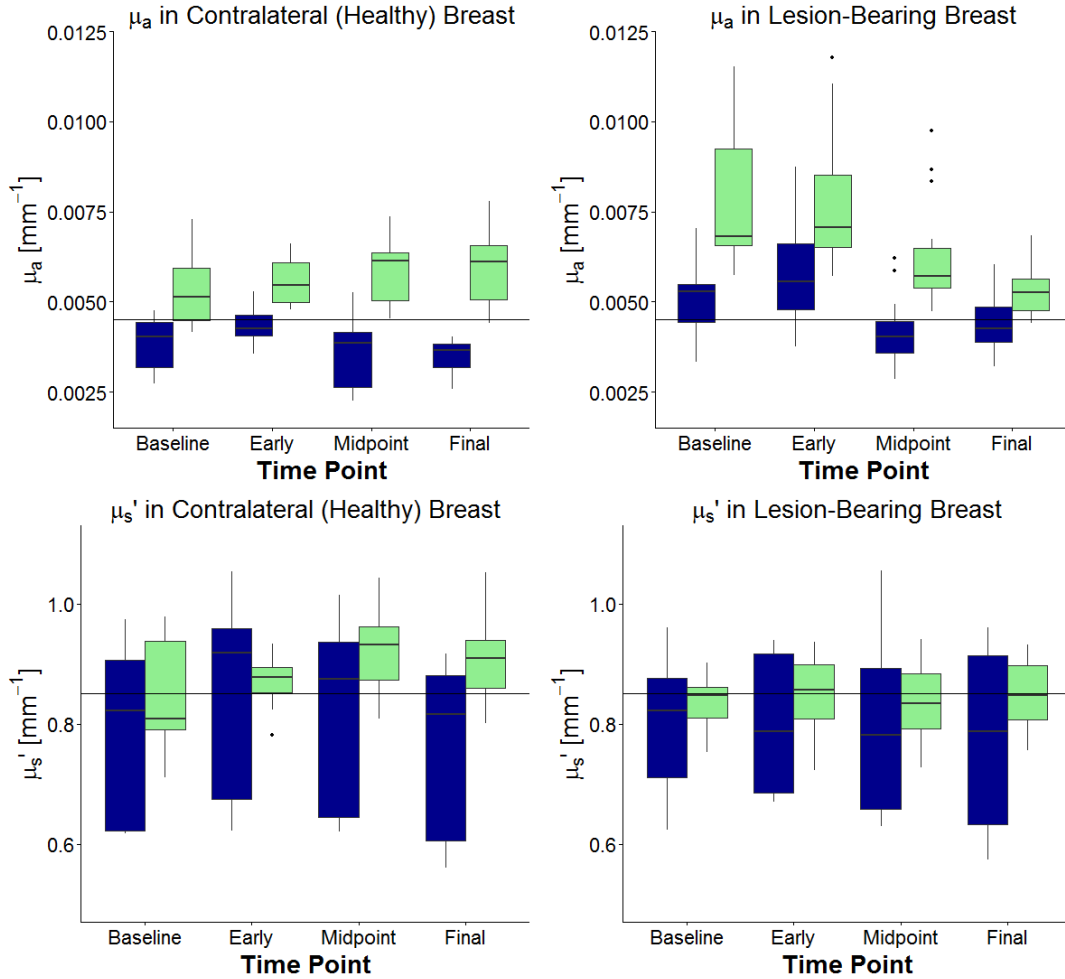 μa in Contralateral (Healthy) Breast
μa [mm−1]
0.0125
0.0100
0.0075
0.0050
0.0025
Baseline Early Midpoint Final
Time Point
μa in Lesion-Bearing Breast
μa [mm−1]
0.0125
0.0100
0.0075
0.0050
0.0025
Baseline Early Midpoint Final
Time Point
μs' in Contralateral (Healthy) Breast
μs' [mm−1]
1.0
0.8
0.6
Baseline Early Midpoint Final
Time Point
μs' in Lesion-Bearing Breast
μs' [mm−1]
1.0
0.8
0.6
Baseline Early Midpoint Final
Time Point